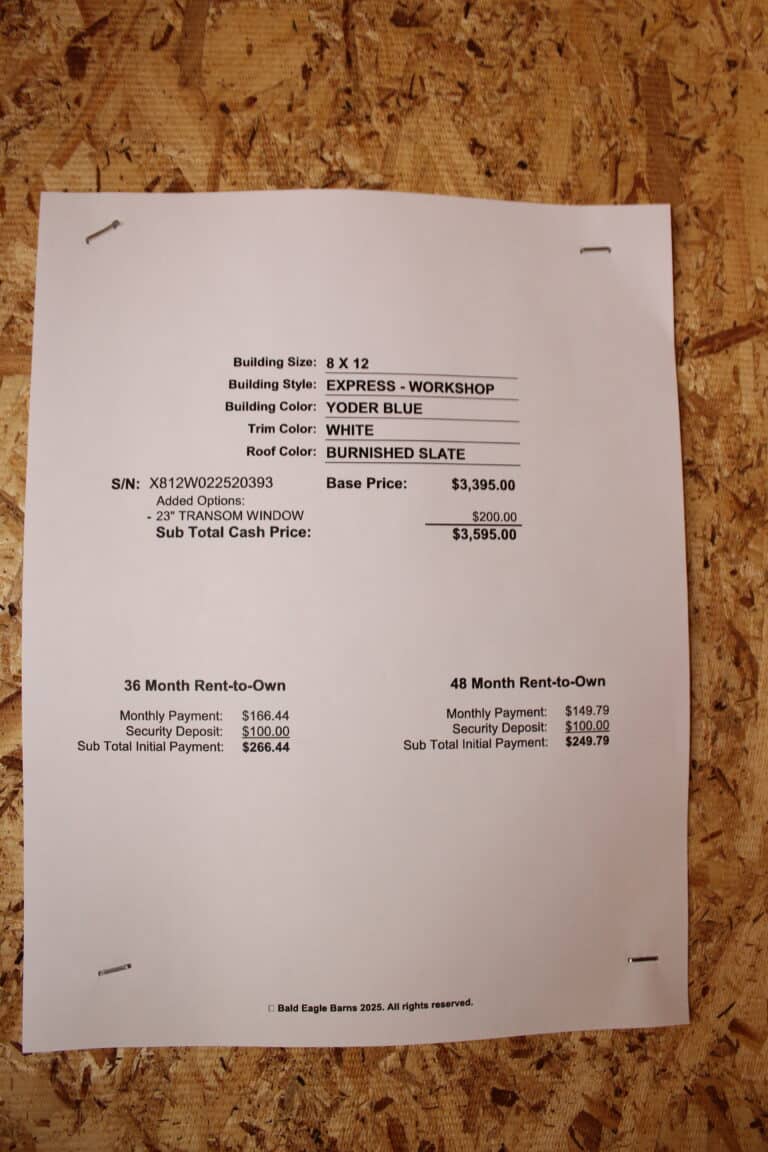 Building Size: 8 X 12
Building Style: EXPRESS - WORKSHOP
Building Color: YODER BLUE
Trim Color: WHITE
Roof Color: BURNISHED SLATE
S/N: X812W022520393 Base Price: $3,395.00
Added Options:
- 23" TRANSOM WINDOW $200.00
Sub Total Cash Price: $3,595.00
36 Month Rent-to-Own
Monthly Payment: $166.44
Security Deposit: $100.00
Sub Total Initial Payment: $266.44
48 Month Rent-to-Own
Monthly Payment: $149.79
Security Deposit: $100.00
Sub Total Initial Payment: $249.79
Bald Eagle Barns 2025. All rights reserved.